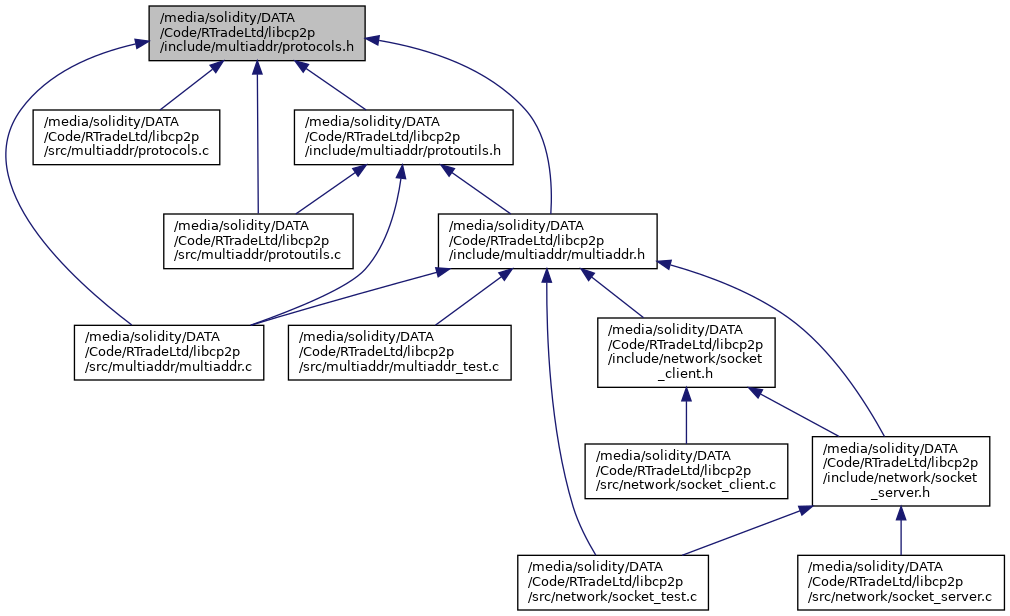 /media/solidity/DATA
/Code/RTradeLtd/libcp2p
/include/multiaddr/protocols.h
/media/solidity/DATA
/Code/RTradeLtd/libcp2p
/src/multiaddr/protocols.c
/media/solidity/DATA
/Code/RTradeLtd/libcp2p
/include/multiaddr/protoutils.h
/media/solidity/DATA
/Code/RTradeLtd/libcp2p
/src/multiaddr/protoutils.c
/media/solidity/DATA
/Code/RTradeLtd/libcp2p
/include/multiaddr/multiaddr.h
/media/solidity/DATA
/Code/RTradeLtd/libcp2p
/src/multiaddr/multiaddr.c
/media/solidity/DATA
/Code/RTradeLtd/libcp2p
/src/multiaddr/multiaddr_test.c
/media/solidity/DATA
/Code/RTradeLtd/libcp2p
/include/network/socket
_client.h
/media/solidity/DATA
/Code/RTradeLtd/libcp2p
/src/network/socket_client.c
/media/solidity/DATA
/Code/RTradeLtd/libcp2p
/include/network/socket
_server.h
/media/solidity/DATA
/Code/RTradeLtd/libcp2p
/src/network/socket_test.c
/media/solidity/DATA
/Code/RTradeLtd/libcp2p
/src/network/socket_server.c